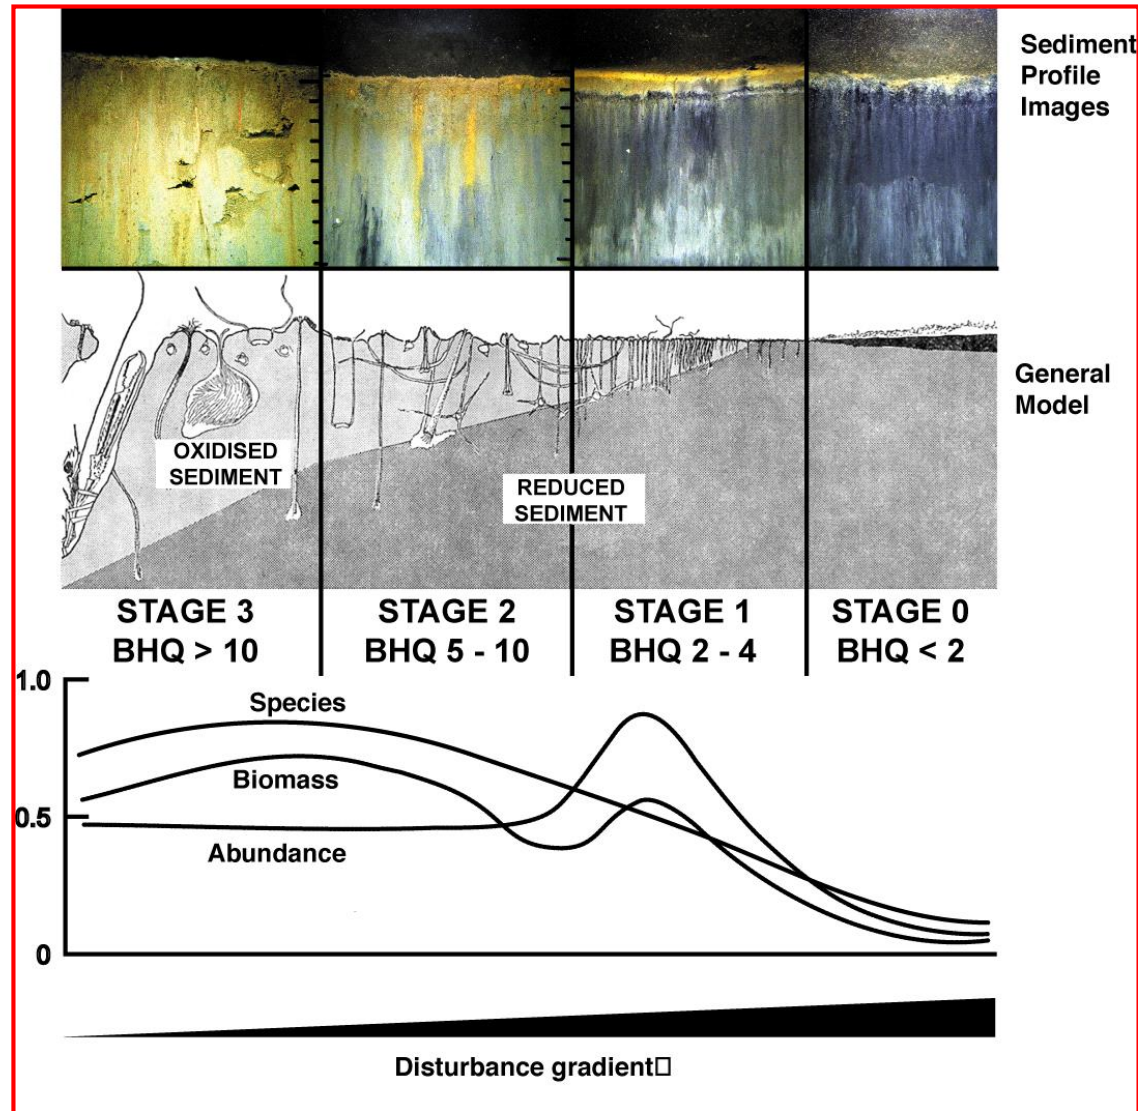 Sediment
Profile
Images
General
Model
OXIDISED
SEDIMENT
REDUCED
SEDIMENT
STAGE 3
BHQ > 10
STAGE 2
BHQ 5 - 10
STAGE 1
BHQ 2 - 4
STAGE 0
BHQ < 2
1.0
0.5
0
Species
Biomass
Abundance
Disturbance gradient□